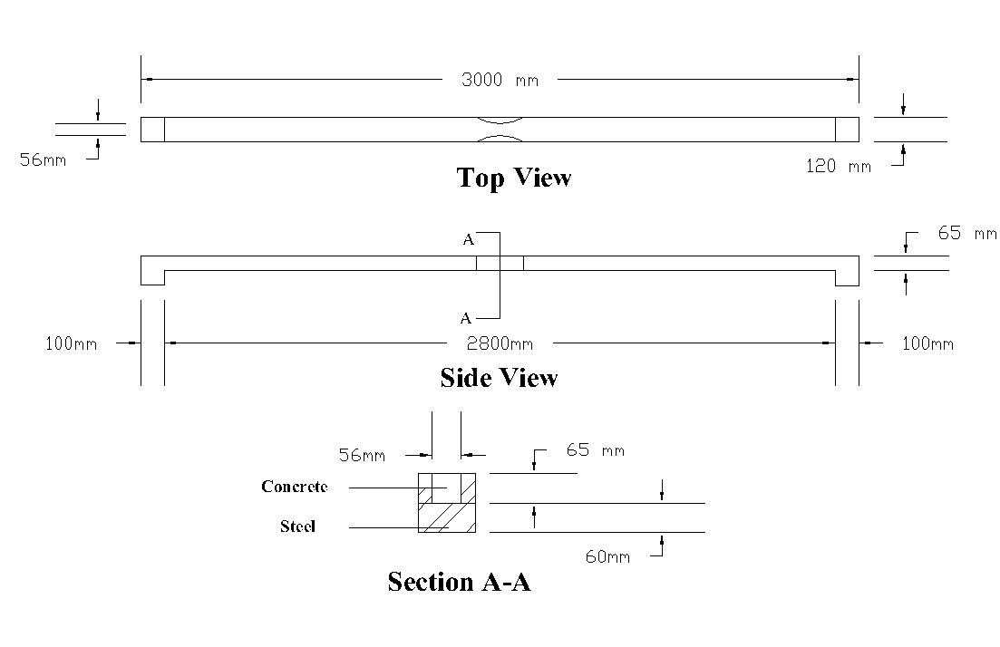 3000 mm
56mm
120 mm
Top View
A
65 mm
A
100mm
2800mm
100mm
Side View
56mm
65 mm
Concrete
Steel
60mm
Section A-A